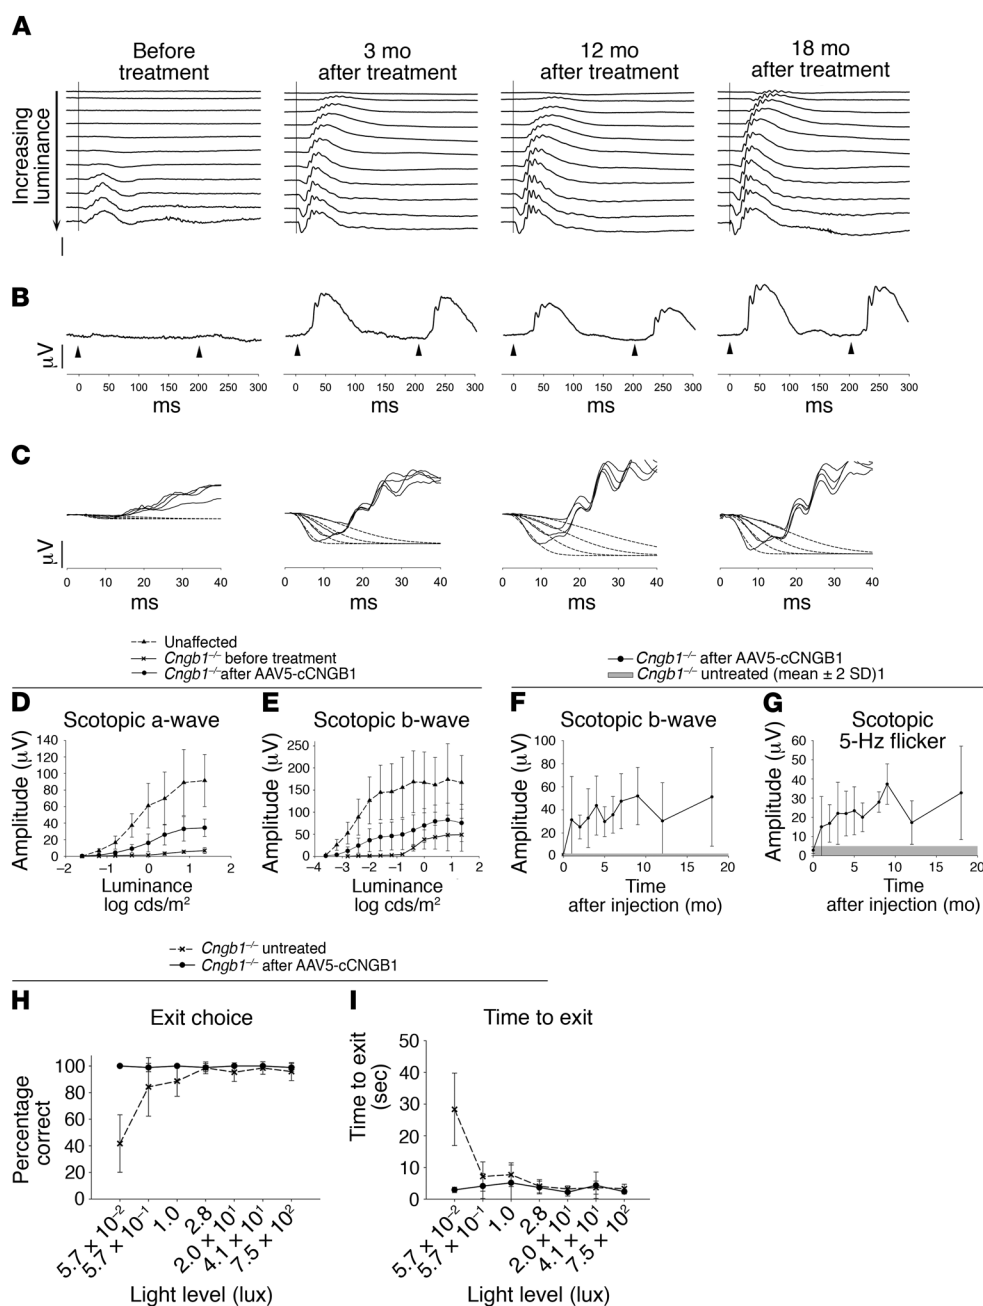 A
Before
treatment
3 mo
after treatment
12 mo
after treatment
18 mo
after treatment
Increasing
luminance
B
μV
0 50 100 150 200 250 300
0 50 100 150 200 250 300
0 50 100 150 200 250 300
0 50 100 150 200 250 300
ms
ms
ms
ms
C
μV
0 10 20 30 40
0 10 20 30 40
0 10 20 30 40
0 10 20 30 40
ms
ms
ms
ms
Unaffected
Cngb1–/– before treatment
Cngb1–/–after AAV5-cCNGB1
Cngb1–/– after AAV5-cCNGB1
Cngb1–/– untreated (mean ± 2 SD)1
D
Scotopic a-wave
Amplitude (μV)
140
120
100
80
60
40
20
0
–2 –1 0 1 2
Luminance
log cds/m²
E
Scotopic b-wave
Amplitude (μV)
250
200
150
100
50
0
–4 –3 –2 –1 0 1 2
Luminance
log cds/m²
F
Scotopic b-wave
Amplitude (μV)
100
80
60
40
20
0
0 5 10 15 20
Time
after injection (mo)
G
Scotopic
5-Hz flicker
Amplitude (μV)
60
50
40
30
20
10
0
0 5 10 15 20
Time
after injection (mo)
Cngb1–/– untreated
Cngb1–/– after AAV5-cCNGB1
H
Exit choice
Percentage
correct
100
80
60
40
20
0
5.7 × 10⁻²
5.7 × 10⁻¹
1.0
2.8
2.0 × 10¹
4.1 × 10¹
7.5 × 10²
Light level (lux)
I
Time to exit
Time to exit
(sec)
50
40
30
20
10
0
5.7 × 10⁻²
5.7 × 10⁻¹
1.0
2.8
2.0 × 10¹
4.1 × 10¹
7.5 × 10²
Light level (lux)